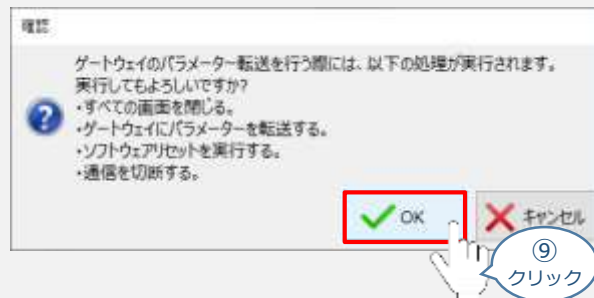 確認
ゲートウェイのパラメーター転送を行う際には、以下の処理が実行されます。
実行してもよろしいですか?
・すべての画面を閉じる。
・ゲートウェイにパラメーターを転送する。
・ソフトウェアリセットを実行する。
・通信を切断する。
OK
キャンセル
⑨
クリック